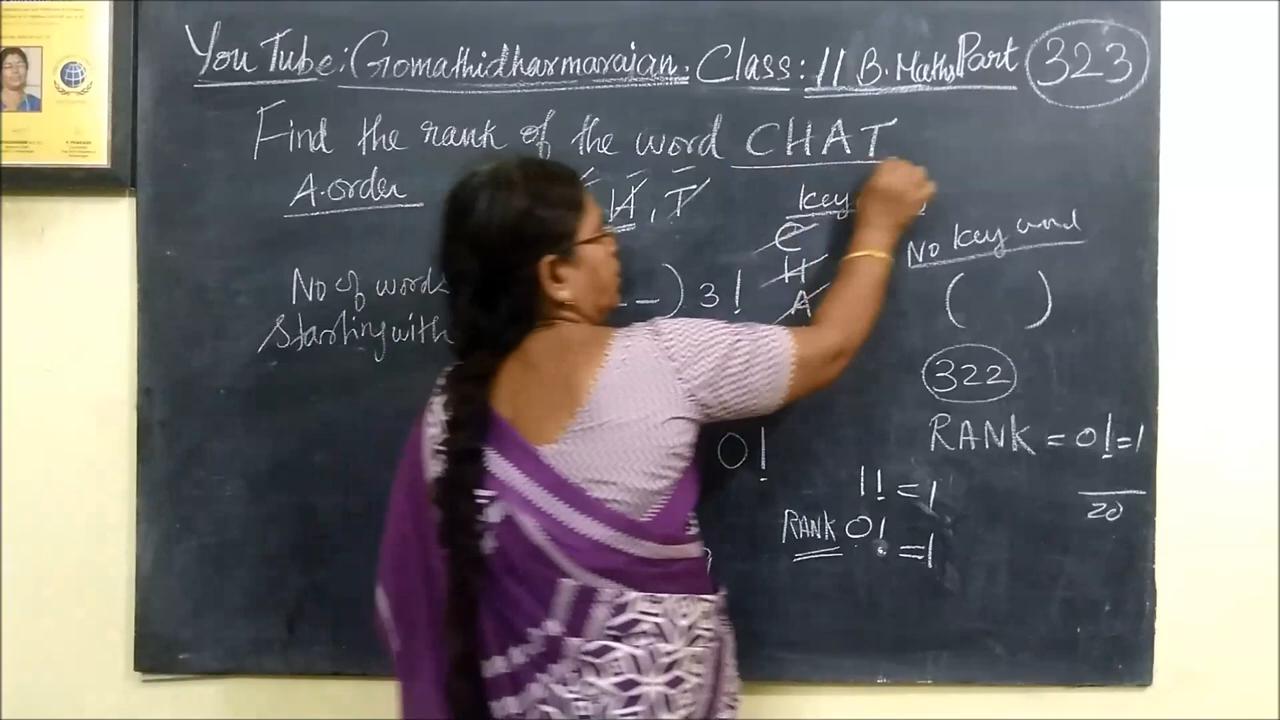 YouTube: Gomathidharmarajan. Class: 11 B. Maths Part 323
Find the rank of the word CHAT
A. order H, T key
C No key word
H ( )
No of words _ _ ) 3! A
Starting with
322
RANK = 0! = 1
0!
1! = 1
20
RANK 0! = 1